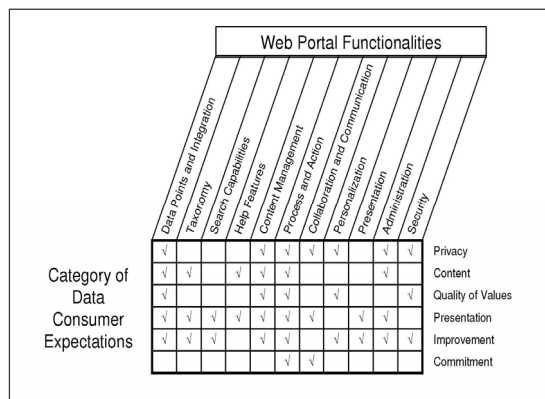 Web Portal Functionalities
Data Points and Integration
Taxonomy
Search Capabilities
Help Features
Content Management
Process and Action
Collaboration and Communication
Personalization
Presentation
Administration
Security
Category of
Data
Consumer
Expectations
√ √ √ √ √ √ √ Privacy
√ √ √ √ √ √ Content
√ √ √ √ √ Quality of Values
√ √ √ √ √ √ √ √ √ Presentation
√ √ √ √ √ √ √ √ √ Improvement
√ √ Commitment